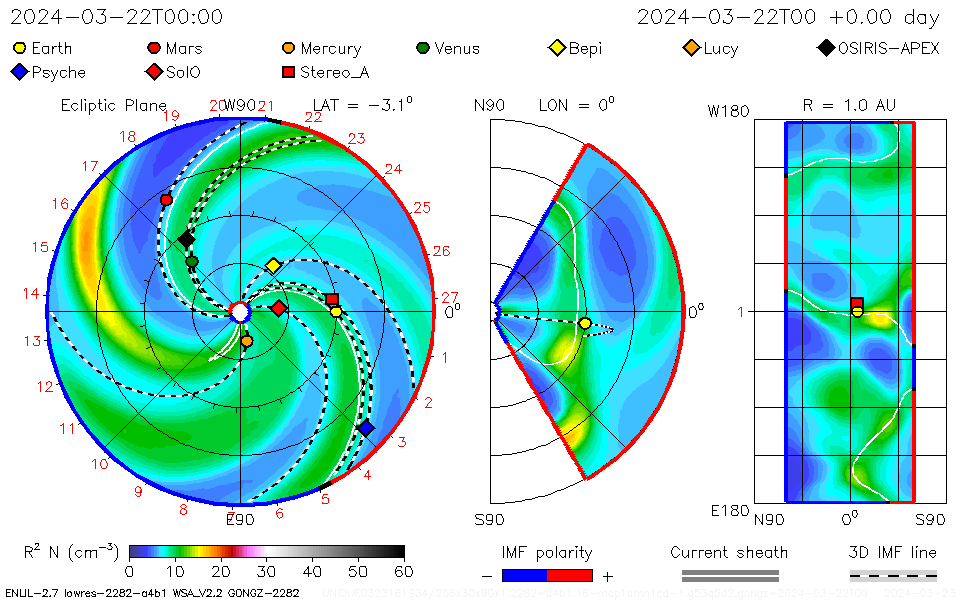 2024-03-22T00:00
2024-03-22T00 +0.00 day
Earth Mars Mercury Venus Bepi Lucy OSIRIS-APEX
Psyche SolO Stereo_A
Ecliptic Plane W90 LAT = -3.1°
N90 LON = 0° W180 R = 1.0 AU
19 20 21 22
18 23
17 24
16 25
15 26
14 27 0° 0° 1
13 1
12 2
11 3
10 4
9 8 7 6 5
E90 S90 E180 N90 0° S90
R² N (cm⁻³)
0 10 20 30 40 50 60
IMF polarity
- +
Current sheath
3D IMF line
ENLIL-2.7 lowres-2282-a4b1 WSA_V2.2 GONGZ-2282